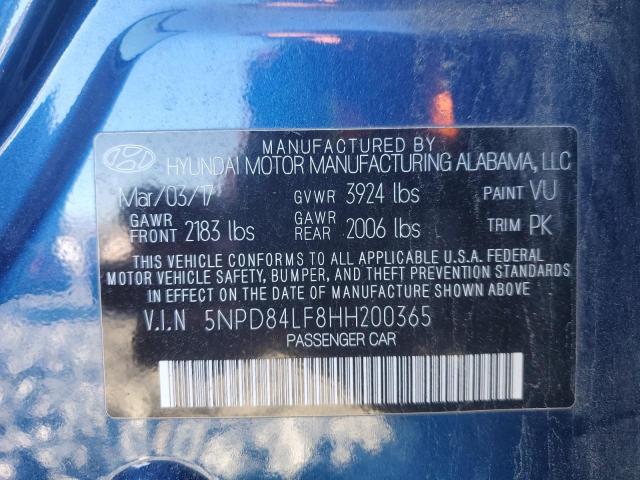 MANUFACTURED BY
HYUNDAI MOTOR MANUFACTURING ALABAMA, LLC
Mar/03/17 GVWR 3924 lbs PAINT VU
GAWR FRONT 2183 lbs GAWR REAR 2006 lbs TRIM PK
THIS VEHICLE CONFORMS TO ALL APPLICABLE U.S.A. FEDERAL
MOTOR VEHICLE SAFETY, BUMPER, AND THEFT PREVENTION STANDARDS
IN EFFECT ON THE DATE OF MANUFACTURE SHOWN ABOVE.
V.I.N 5NPD84LF8HH200365
PASSENGER CAR